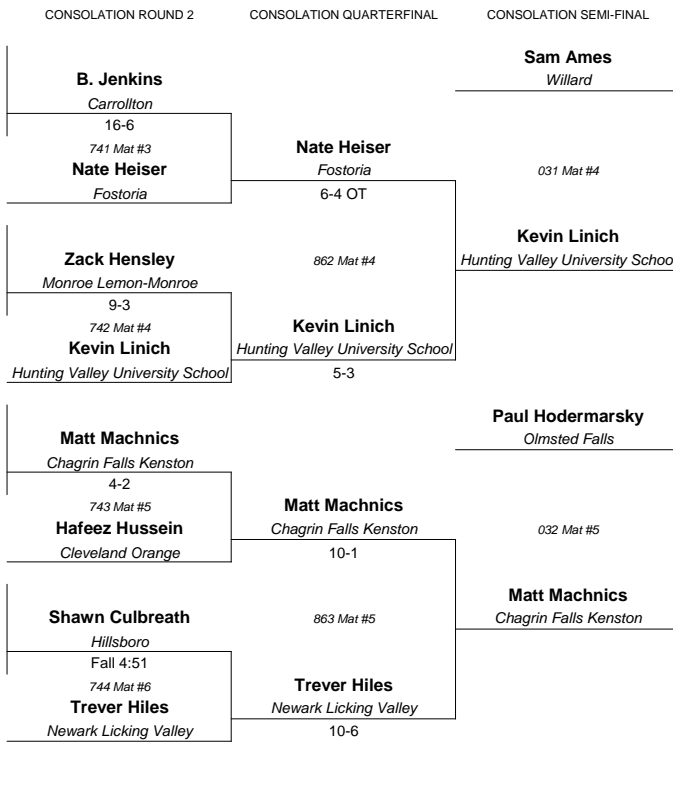 CONSOLATION ROUND 2
CONSOLATION QUARTERFINAL
CONSOLATION SEMI-FINAL
B. Jenkins
Carrollton
16-6
741 Mat #3
Nate Heiser
Fostoria
Zack Hensley
Monroe Lemon-Monroe
9-3
742 Mat #4
Kevin Linich
Hunting Valley University School
Matt Machnics
Chagrin Falls Kenston
4-2
743 Mat #5
Hafeez Hussein
Cleveland Orange
Shawn Culbreath
Hillsboro
Fall 4:51
744 Mat #6
Trever Hiles
Newark Licking Valley
Nate Heiser
Fostoria
6-4 OT
862 Mat #4
Kevin Linich
Hunting Valley University School
5-3
Matt Machnics
Chagrin Falls Kenston
10-1
863 Mat #5
Trever Hiles
Newark Licking Valley
10-6
Sam Ames
Willard
031 Mat #4
Kevin Linich
Hunting Valley University Schoo
Paul Hodermarsky
Olmsted Falls
032 Mat #5
Matt Machnics
Chagrin Falls Kenston